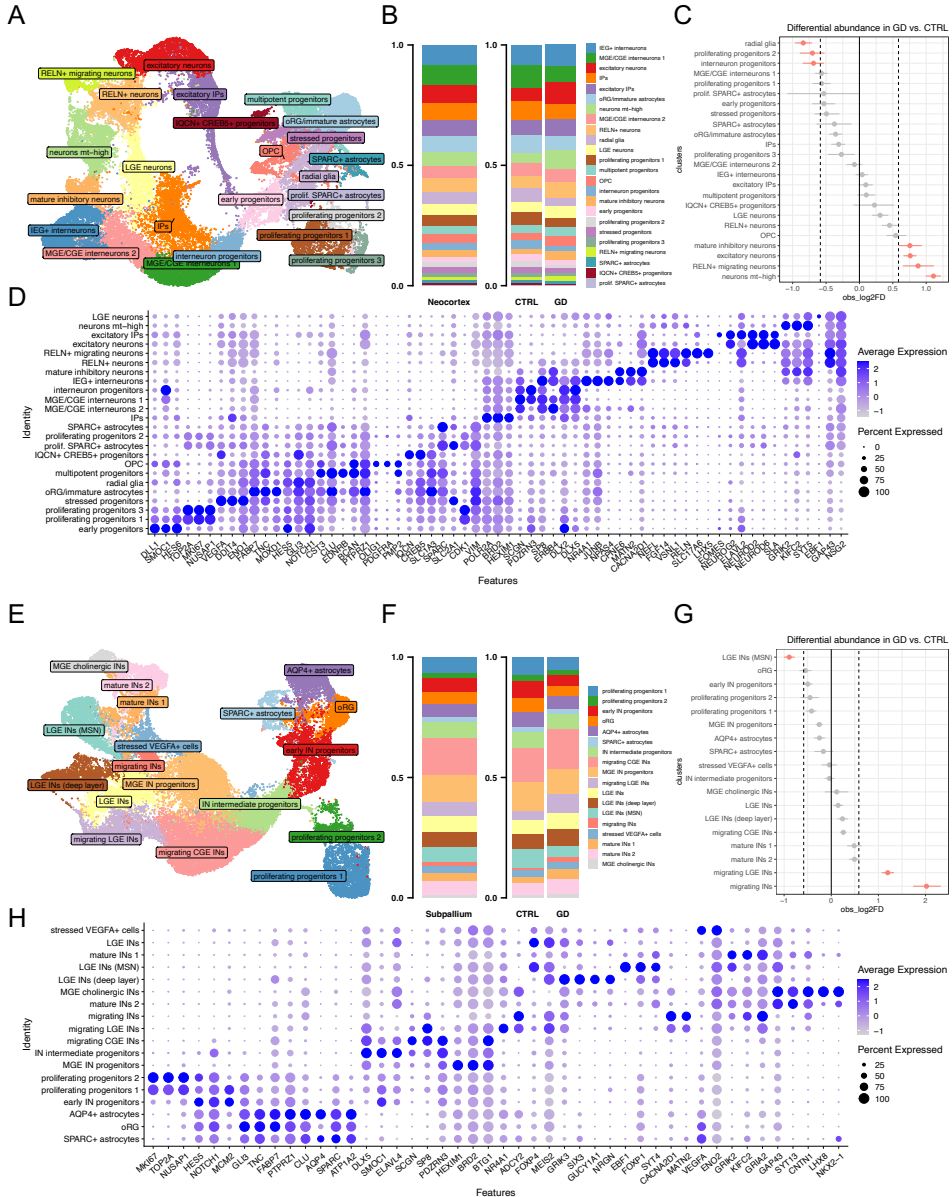 A
RELN+ migrating neurons
excitatory neurons
RELN+ neurons
excitatory IPs
multipotent progenitors
IQCN+ CREB5+ progenitors
oRG/immature astrocytes
stressed progenitors
OPC
SPARC+ astrocytes
neurons mt-high
LGE neurons
radial glia
mature inhibitory neurons
early progenitors
prolif. SPARC+ astrocytes
proliferating progenitors 2
IEG+ interneurons
IPs
proliferating progenitors 1
MGE/CGE interneurons 2
interneuron progenitors
MGE/CGE interneurons 1
proliferating progenitors 3
B
1.0
0.5
0.0
1.0
0.5
0.0
Neocortex
CTRL
GD
IEG+ interneurons
MGE/CGE interneurons 1
excitatory neurons
IPs
excitatory IPs
oRG/immature astrocytes
neurons mt-high
MGE/CGE interneurons 2
RELN+ neurons
radial glia
LGE neurons
proliferating progenitors 1
multipotent progenitors
OPC
interneuron progenitors
mature inhibitory neurons
early progenitors
proliferating progenitors 2
stressed progenitors
proliferating progenitors 3
RELN+ migrating neurons
SPARC+ astrocytes
IQCN+ CREB5+ progenitors
prolif. SPARC+ astrocytes
C
Differential abundance in GD vs. CTRL
clusters
radial glia
proliferating progenitors 2
interneuron progenitors
MGE/CGE interneurons 1
proliferating progenitors 1
prolif. SPARC+ astrocytes
early progenitors
stressed progenitors
SPARC+ astrocytes
oRG/immature astrocytes
IPs
proliferating progenitors 3
MGE/CGE interneurons 2
IEG+ interneurons
excitatory IPs
multipotent progenitors
IQCN+ CREB5+ progenitors
LGE neurons
RELN+ neurons
OPC
mature inhibitory neurons
excitatory neurons
RELN+ migrating neurons
neurons mt-high
−1.0 −0.5 0.0 0.5 1.0
obs_log2FD
D
Identity
LGE neurons
neurons mt-high
excitatory IPs
excitatory neurons
RELN+ migrating neurons
RELN+ neurons
mature inhibitory neurons
IEG+ interneurons
interneuron progenitors
MGE/CGE interneurons 1
MGE/CGE interneurons 2
IPs
SPARC+ astrocytes
proliferating progenitors 2
prolif. SPARC+ astrocytes
IQCN+ CREB5+ progenitors
OPC
multipotent progenitors
radial glia
oRG/immature astrocytes
stressed progenitors
proliferating progenitors 3
proliferating progenitors 1
early progenitors
Features
Average Expression
2
1
0
−1
Percent Expressed
0
25
50
75
100
E
MGE cholinergic INs
mature INs 2
mature INs 1
LGE INs (MSN)
stressed VEGFA+ cells
migrating INs
LGE INs (deep layer)
MGE IN progenitors
LGE INs
migrating LGE INs
migrating CGE INs
AQP4+ astrocytes
SPARC+ astrocytes
oRG
early IN progenitors
IN intermediate progenitors
proliferating progenitors 2
proliferating progenitors 1
F
1.0
0.5
0.0
1.0
0.5
0.0
Subpallium
CTRL
GD
proliferating progenitors 1
proliferating progenitors 2
early IN progenitors
oRG
AQP4+ astrocytes
SPARC+ astrocytes
IN intermediate progenitors
migrating CGE INs
MGE IN progenitors
migrating LGE INs
LGE INs
LGE INs (deep layer)
LGE INs (MSN)
migrating INs
stressed VEGFA+ cells
mature INs 1
mature INs 2
MGE cholinergic INs
G
Differential abundance in GD vs. CTRL
clusters
LGE INs (MSN)
oRG
early IN progenitors
proliferating progenitors 2
proliferating progenitors 1
MGE IN progenitors
AQP4+ astrocytes
SPARC+ astrocytes
stressed VEGFA+ cells
IN intermediate progenitors
MGE cholinergic INs
LGE INs
LGE INs (deep layer)
migrating CGE INs
mature INs 1
mature INs 2
migrating LGE INs
migrating INs
−1 0 1 2
obs_log2FD
H
Identity
stressed VEGFA+ cells
LGE INs
mature INs 1
LGE INs (MSN)
LGE INs (deep layer)
MGE cholinergic INs
mature INs 2
migrating INs
migrating LGE INs
migrating CGE INs
IN intermediate progenitors
MGE IN progenitors
proliferating progenitors 2
proliferating progenitors 1
early IN progenitors
AQP4+ astrocytes
oRG
SPARC+ astrocytes
MKI67 TOP2A NUSAP1 HES5 NOTCH1 MCM2 GLI3 TNC FABP7 PTPRZ1 CLU AQP4 SPARC ATP1A2 DLX5 SMOC1 ELAVL4 SCGN SP8 PDZRN3 HEXIM1 BRD2 BTG1 NR4A1 ADCY2 FOXP4 MEIS2 GRIK3 SIX3 GUCY1A1 NRGN EBF1 FOXP1 SYT4 CACNA2D1 MATN2 VEGFA ENO2 GRIK2 KIFC2 GRIA2 GAP43 SYT13 CNTN1 LHX8 NKX2−1
Features
Average Expression
2
1
0
−1
Percent Expressed
25
50
75
100